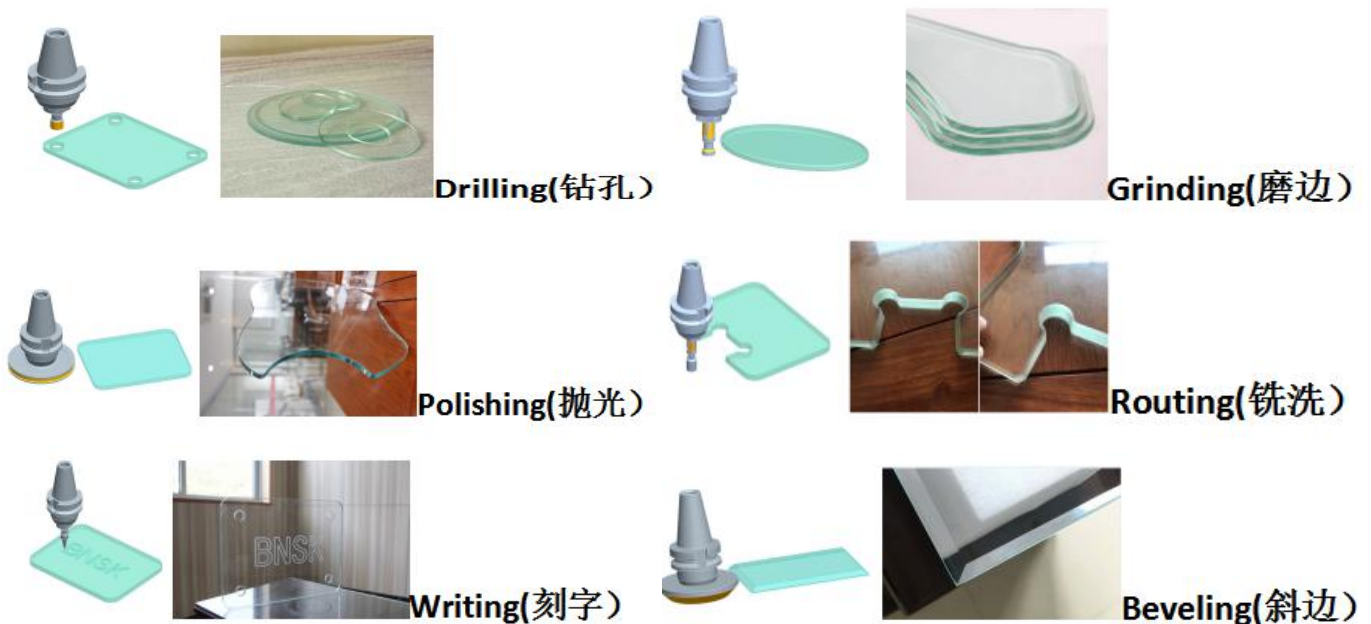 Drilling(钻孔）
Grinding(磨边）
Polishing(抛光）
Routing(铣洗）
BNSK
BNSK
Writing(刻字）
Beveling(斜边）